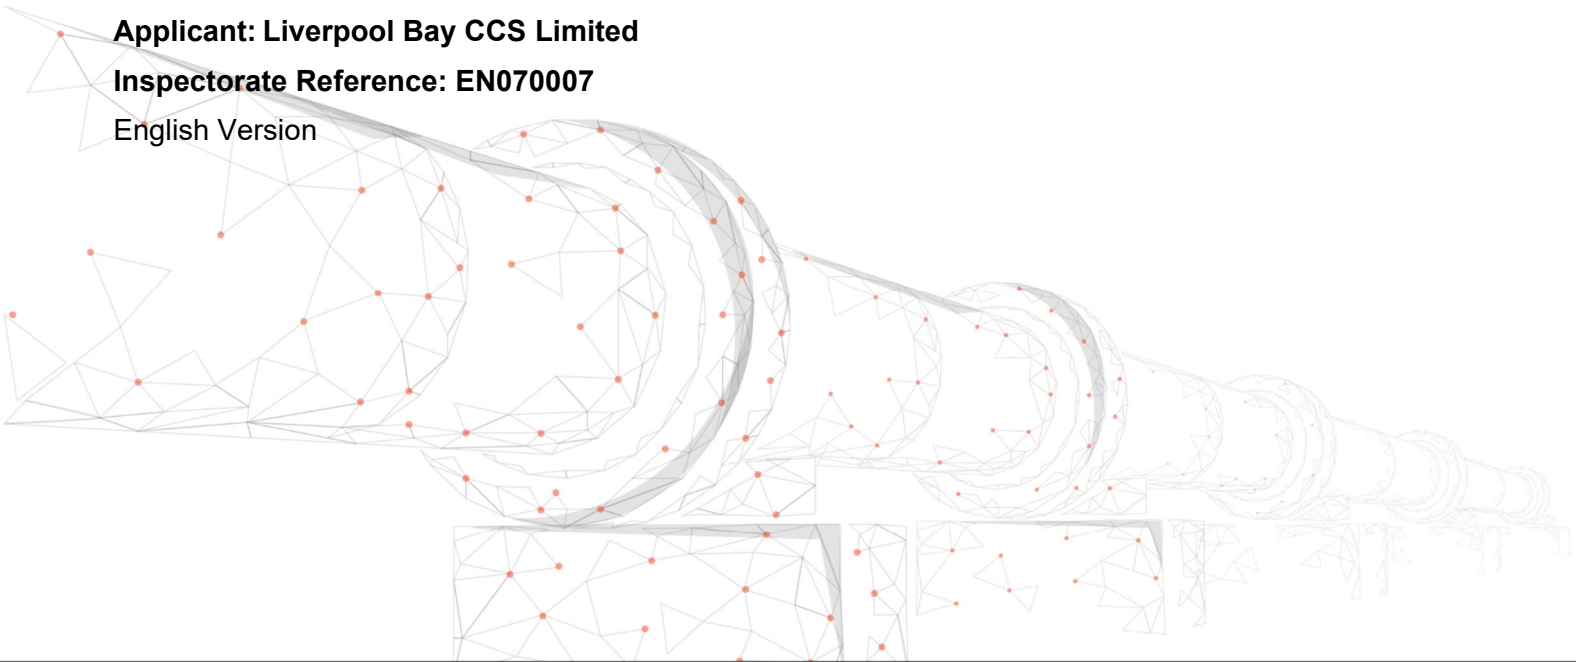 Applicant: Liverpool Bay CCS Limited
Inspectorate Reference: EN070007
English Version